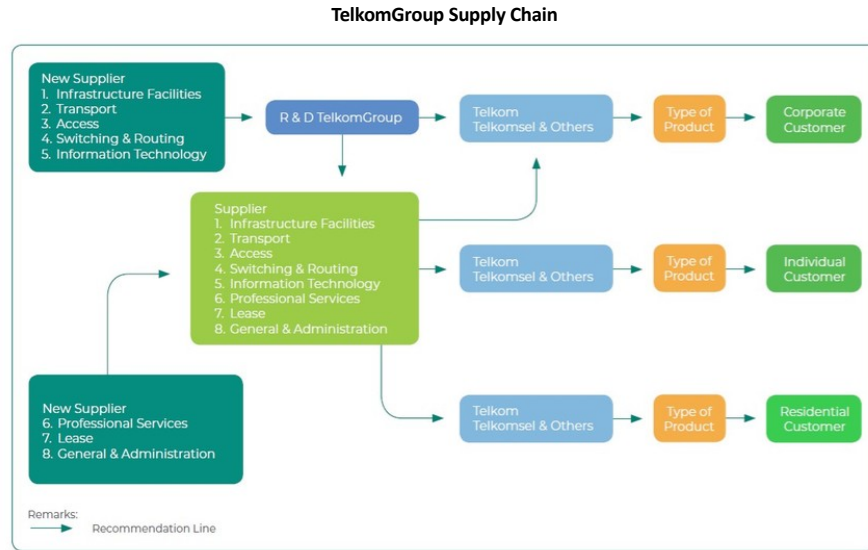 TelkomGroup Supply Chain
New Supplier
1. Infrastructure Facilities
2. Transport
3. Access
4. Switching & Routing
5. Information Technology
R & D TelkomGroup
Telkom
Telkomsel & Others
Type of
Product
Corporate
Customer
Supplier
1. Infrastructure Facilities
2. Transport
3. Access
4. Switching & Routing
5. Information Technology
6. Professional Services
7. Lease
8. General & Administration
Telkom
Telkomsel & Others
Type of
Product
Individual
Customer
New Supplier
6. Professional Services
7. Lease
8. General & Administration
Telkom
Telkomsel & Others
Type of
Product
Residential
Customer
Remarks:
Recommendation Line